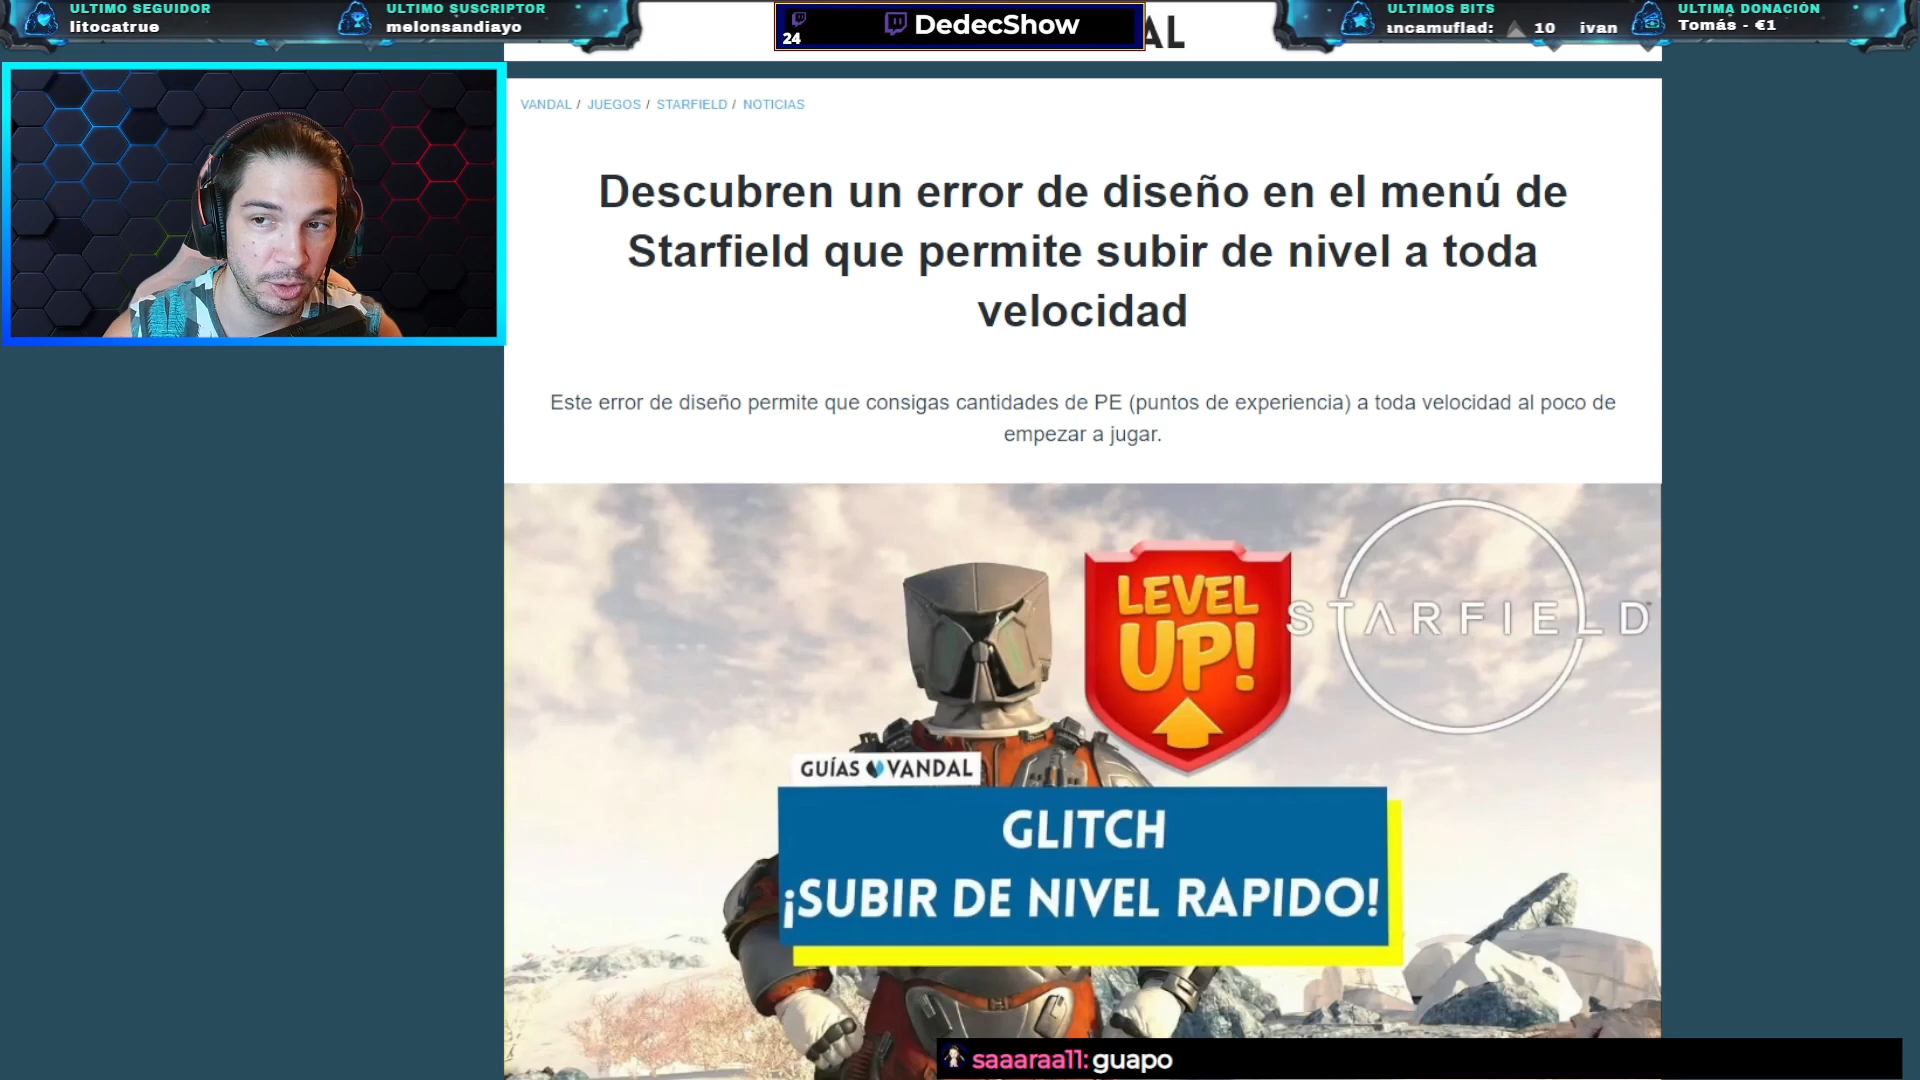 ULTIMO SEGUIDOR
litocatrue
ULTIMO SUSCRIPTOR
melonsandiayo
24
DedecShow
AL
ULTIMOS BITS
ancamuflad: 10 ivan
ULTIMA DONACIÓN
Tomás - €1
VANDAL / JUEGOS / STARFIELD / NOTICIAS
Descubren un error de diseño en el menú de
Starfield que permite subir de nivel a toda
velocidad
Este error de diseño permite que consigas cantidades de PE (puntos de experiencia) a toda velocidad al poco de
empezar a jugar.
LEVEL
UP!
STARFIELD
GUÍAS VANDAL
GLITCH
¡SUBIR DE NIVEL RAPIDO!
saaaraa11: guapo